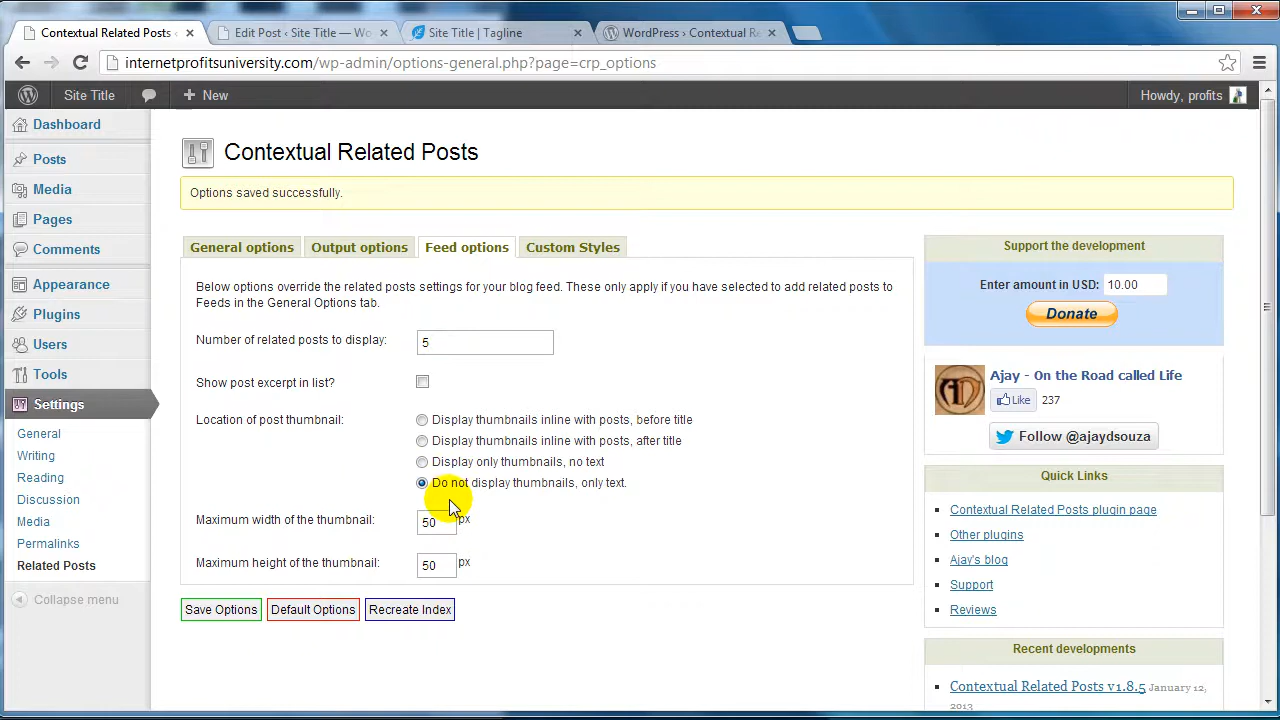 Contextual Related Posts ‹
Edit Post ‹ Site Title — Wo
Site Title | Tagline
WordPress › Contextual Re
internetprofitsuniversity.com/wp-admin/options-general.php?page=crp_options
Site Title
New
Howdy, profits
Dashboard
Posts
Media
Pages
Comments
Appearance
Plugins
Users
Tools
Settings
General
Writing
Reading
Discussion
Media
Permalinks
Related Posts
Collapse menu
Contextual Related Posts
Options saved successfully.
General options
Output options
Feed options
Custom Styles
Below options override the related posts settings for your blog feed. These only apply if you have selected to add related posts to
Feeds in the General Options tab.
Number of related posts to display:
5
Show post excerpt in list?
Location of post thumbnail:
Display thumbnails inline with posts, before title
Display thumbnails inline with posts, after title
Display only thumbnails, no text
Do not display thumbnails, only text.
Maximum width of the thumbnail:
50 px
Maximum height of the thumbnail:
50 px
Save Options
Default Options
Recreate Index
Support the development
Enter amount in USD: 10.00
Donate
Ajay - On the Road called Life
Like 237
Follow @ajaydsouza
Quick Links
Contextual Related Posts plugin page
Other plugins
Ajay's blog
Support
Reviews
Recent developments
Contextual Related Posts v1.8.5 January 12,
2013